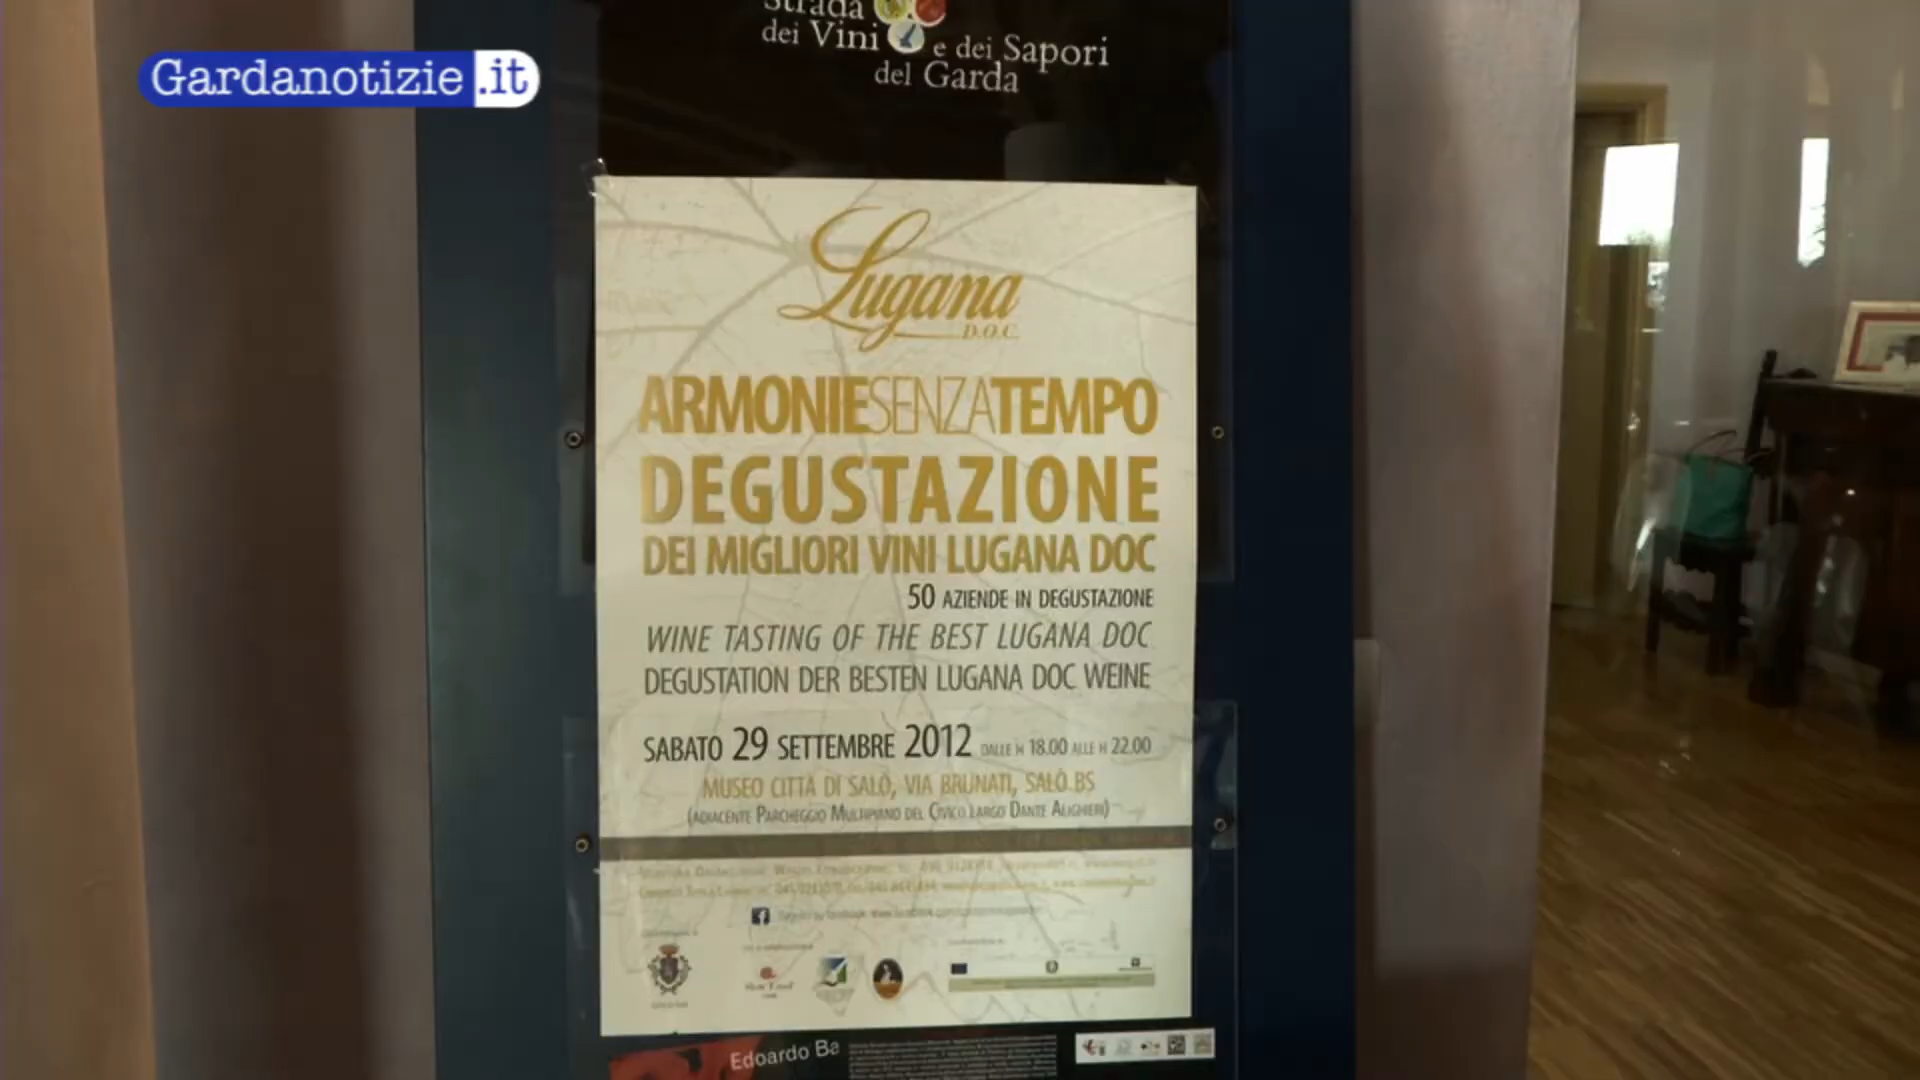 Strada
dei Vini e dei Sapori
del Garda
Gardanotizie.it
Lugana
D.O.C.
ARMONIESENZATEMPO
DEGUSTAZIONE
DEI MIGLIORI VINI LUGANA DOC
50 AZIENDE IN DEGUSTAZIONE
WINE TASTING OF THE BEST LUGANA DOC
DEGUSTATION DER BESTEN LUGANA DOC WEINE
SABATO 29 SETTEMBRE 2012 DALLE H 18.00 ALLE H 22.00
MUSEO CITTÀ DI SALÒ, VIA BRUNATI, SALÒ BS
(ADIACENTE PARCHEGGIO MULTIPIANO DEL CIVICO LARGO DANTE ALIGHIERI)
Edoardo Ba